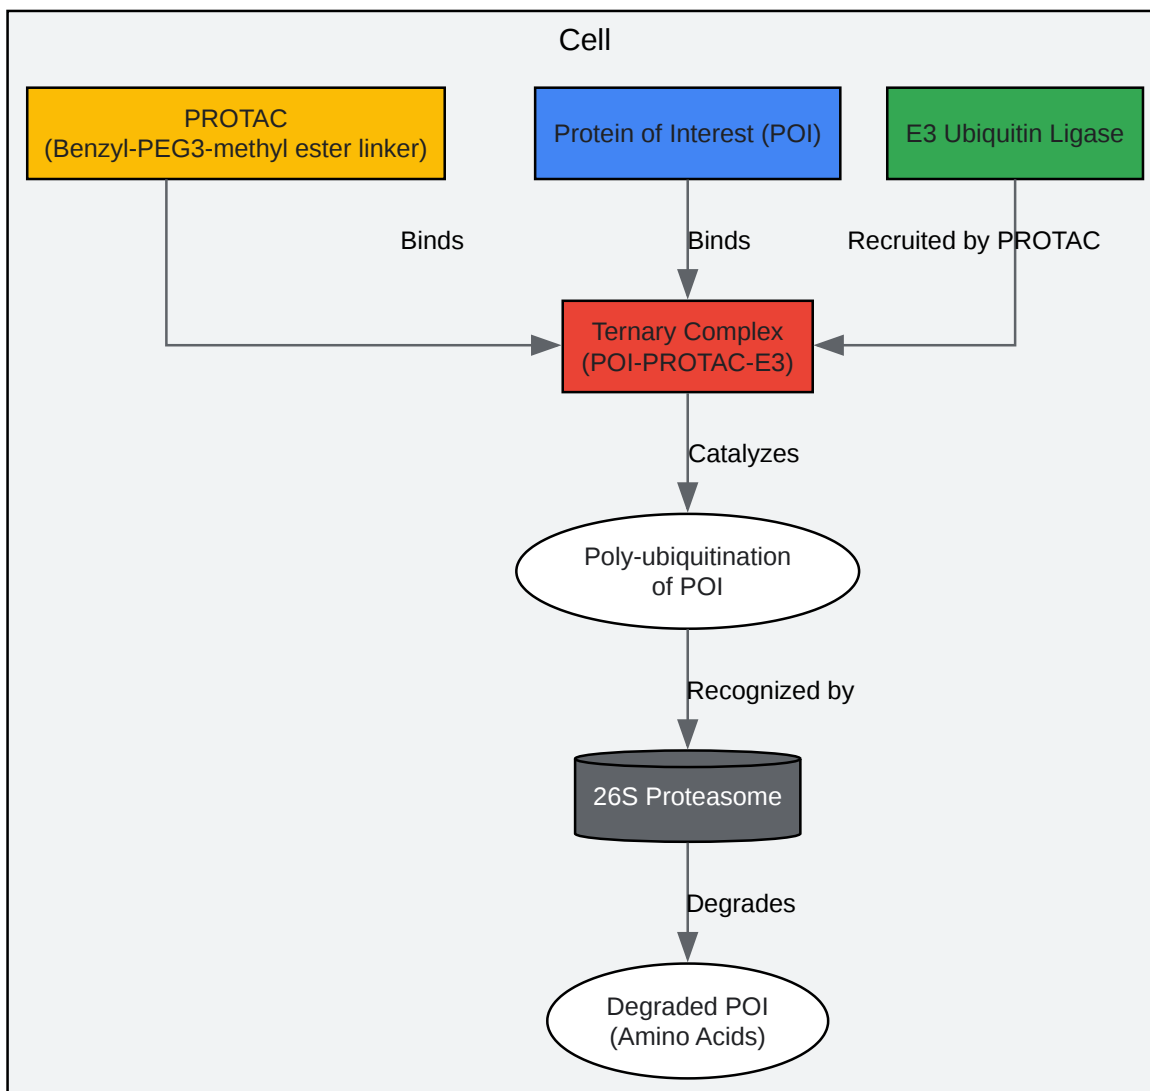 Cell
PROTAC
(Benzyl-PEG3-methyl ester linker)
Protein of Interest (POI)
E3 Ubiquitin Ligase
Binds
Binds
Recruited by PROTAC
Ternary Complex
(POI-PROTAC-E3)
Catalyzes
Poly-ubiquitination
of POI
Recognized by
26S Proteasome
Degrades
Degraded POI
(Amino Acids)